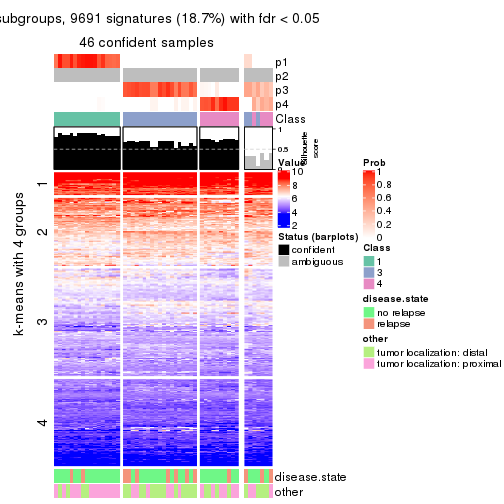 subgroups, 9691 signatures (18.7%) with fdr < 0.05
46 confident samples
p1
p2
p3
p4
Class
1
0.5
0
Silhouette
score
k-means with 4 groups
1
2
3
4
disease.state
other
Value
10
8
6
4
2
Status (barplots)
confident
ambiguous
Prob
1
0.8
0.6
0.4
0.2
0
Class
1
3
4
disease.state
no relapse
relapse
other
tumor localization: distal
tumor localization: proximal